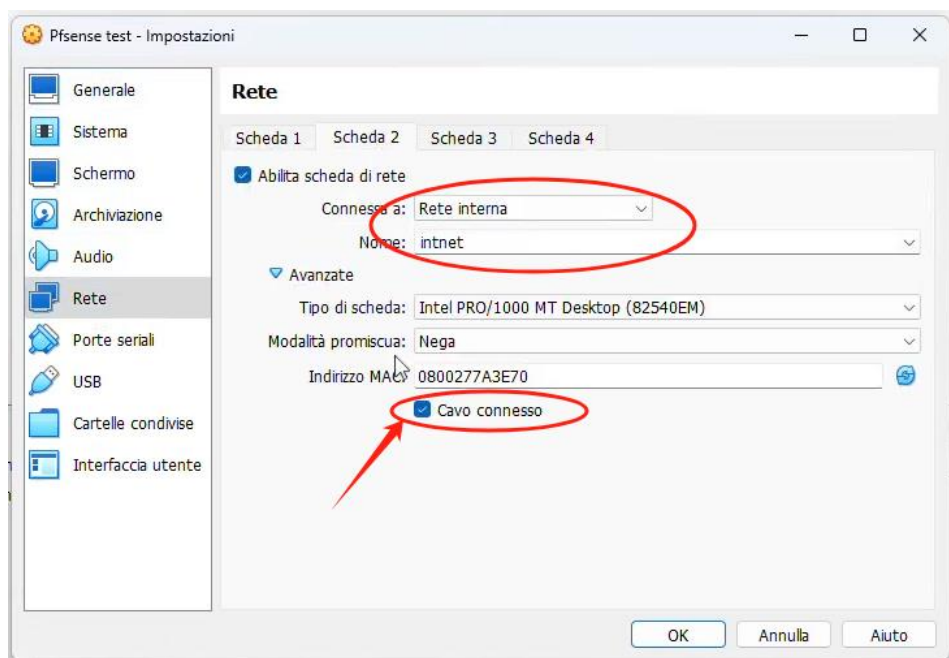 Pfsense test - Impostazioni
Generale
Sistema
Schermo
Archiviazione
Audio
Rete
Porte seriali
USB
Cartelle condivise
Interfaccia utente
Rete
Scheda 1 Scheda 2 Scheda 3 Scheda 4
Abilita scheda di rete
Connessa a: Rete interna
Nome: intnet
Avanzate
Tipo di scheda: Intel PRO/1000 MT Desktop (82540EM)
Modalità promiscua: Nega
Indirizzo MAC: 0800277A3E70
Cavo connesso
OK Annulla Aiuto